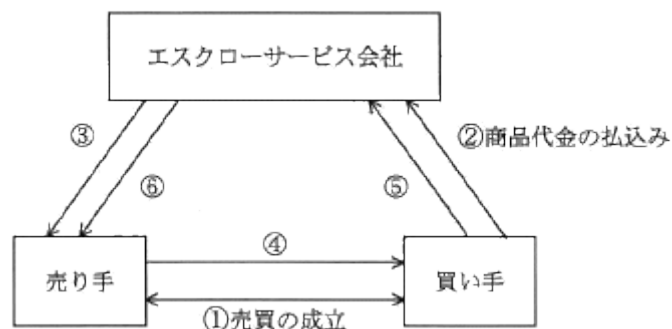 エスクローサービス会社
③
②商品代金の払込み
⑥
⑤
売り手
④
買い手
①売買の成立